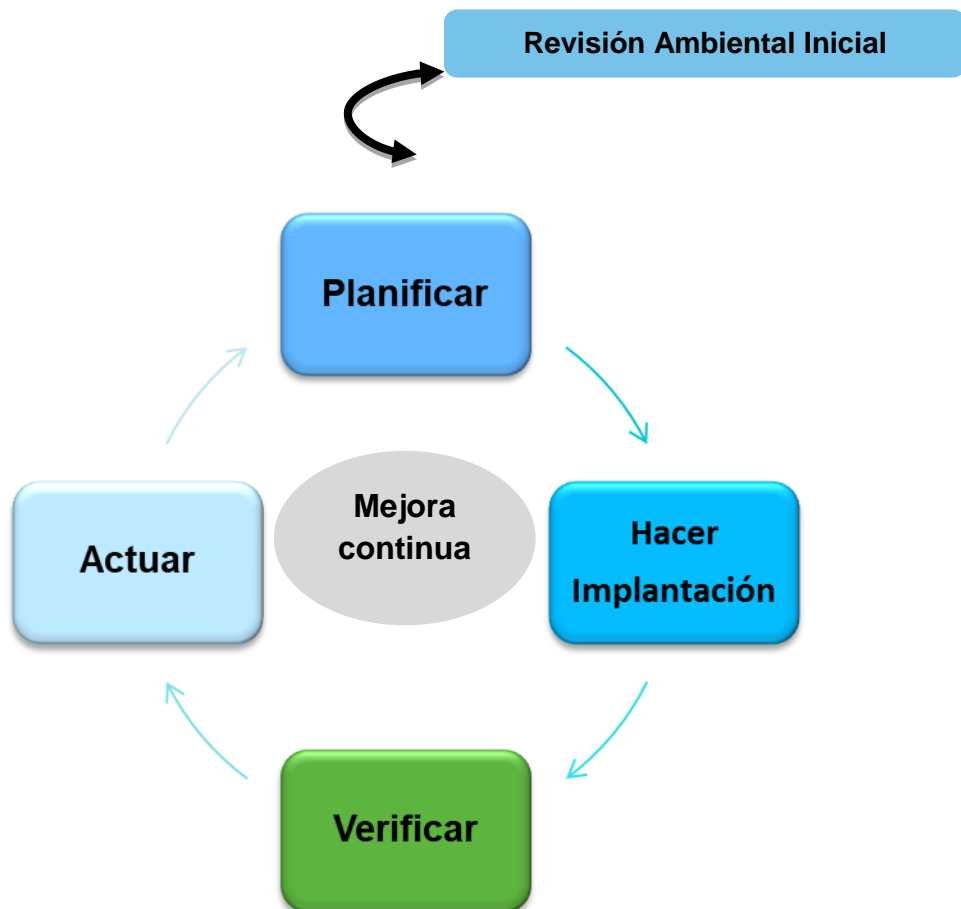 Revisión Ambiental Inicial
Planificar
Mejora
continua
Hacer
Implantación
Actuar
Verificar